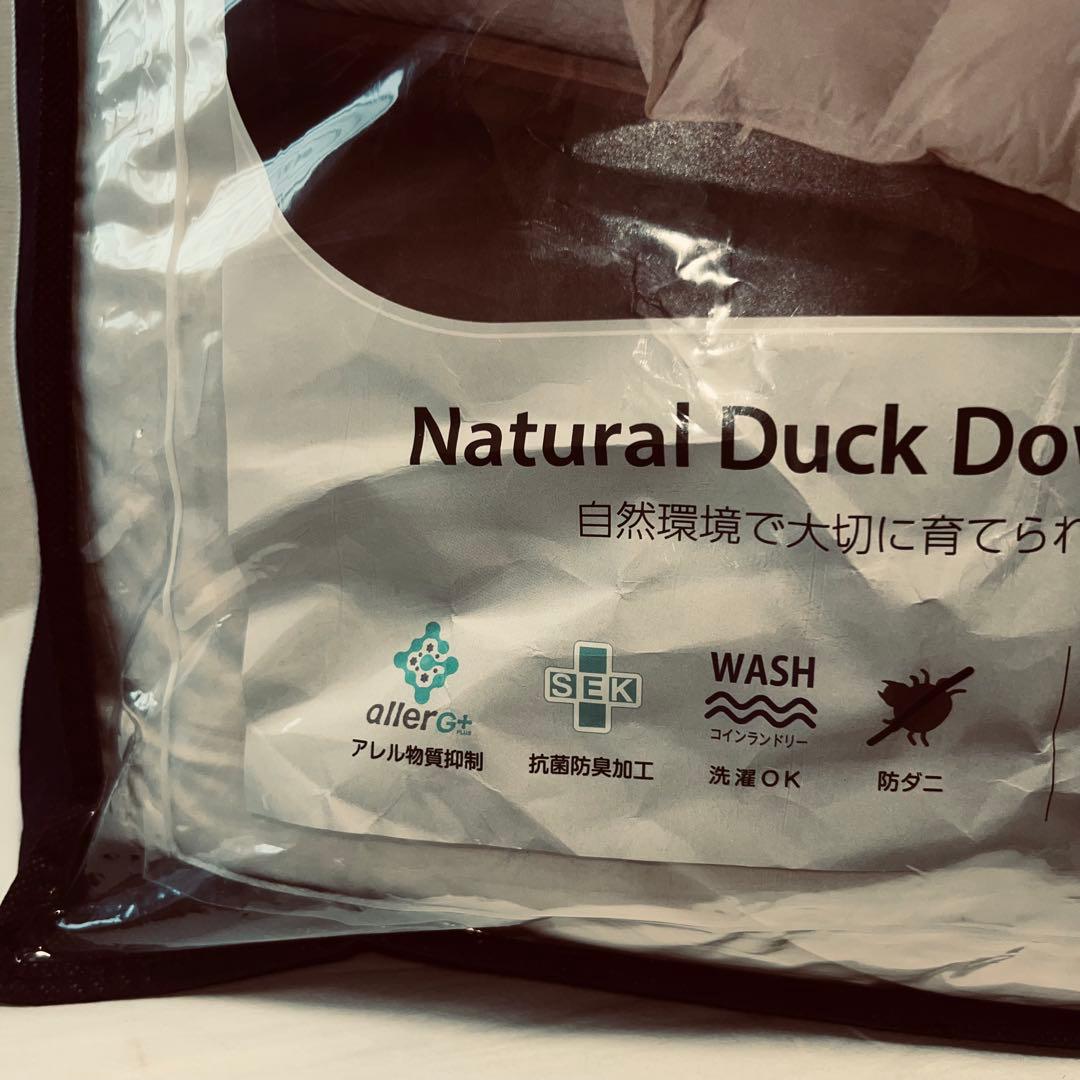 Natural Duck Do
自然環境で大切に育てられ
allerG+
PLUS
アレル物質抑制
SEK
抗菌防臭加工
WASH
コインランドリー
洗濯OK
防ダニ